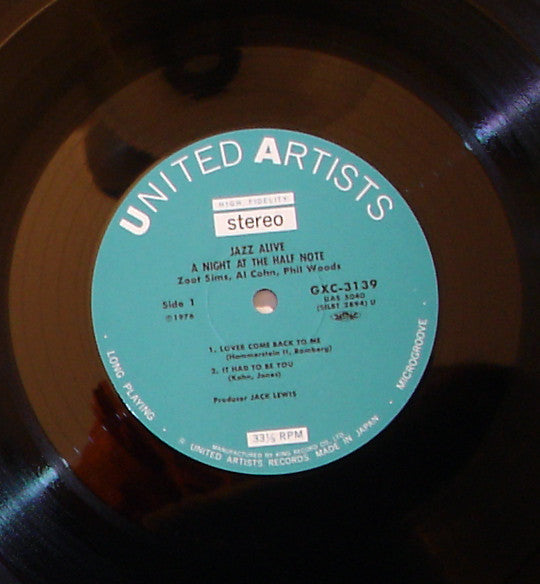 UNITED ARTISTS
HIGH FIDELITY
stereo
JAZZ ALIVE
A NIGHT AT THE HALF NOTE
Zoot Sims, Al Cohn, Phil Woods
Side 1
GXC-3139
UAS 5040
©1976
1. LOVER COME BACK TO ME
(Hammerstein II, Romberg)
2. IT HAD TO BE YOU
(Kahn, Jones)
Producer JACK LEWIS
33⅓ RPM
· LONG PLAYING ·
· MICROGROOVE ·
MANUFACTURED BY KING RECORD CO., LTD.
UNITED ARTISTS RECORDS MADE IN JAPAN